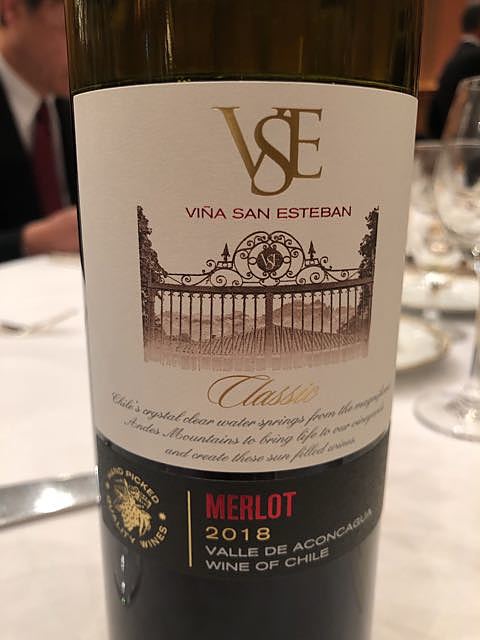 VSE
VIÑA SAN ESTEBAN
VSE
Classic
Chile's crystal clear water springs from the magnificent
Andes Mountains to bring life to our vineyards
and create these sun filled wines.
HAND PICKED
QUALITY WINES
MERLOT
2018
VALLE DE ACONCAGUA
WINE OF CHILE